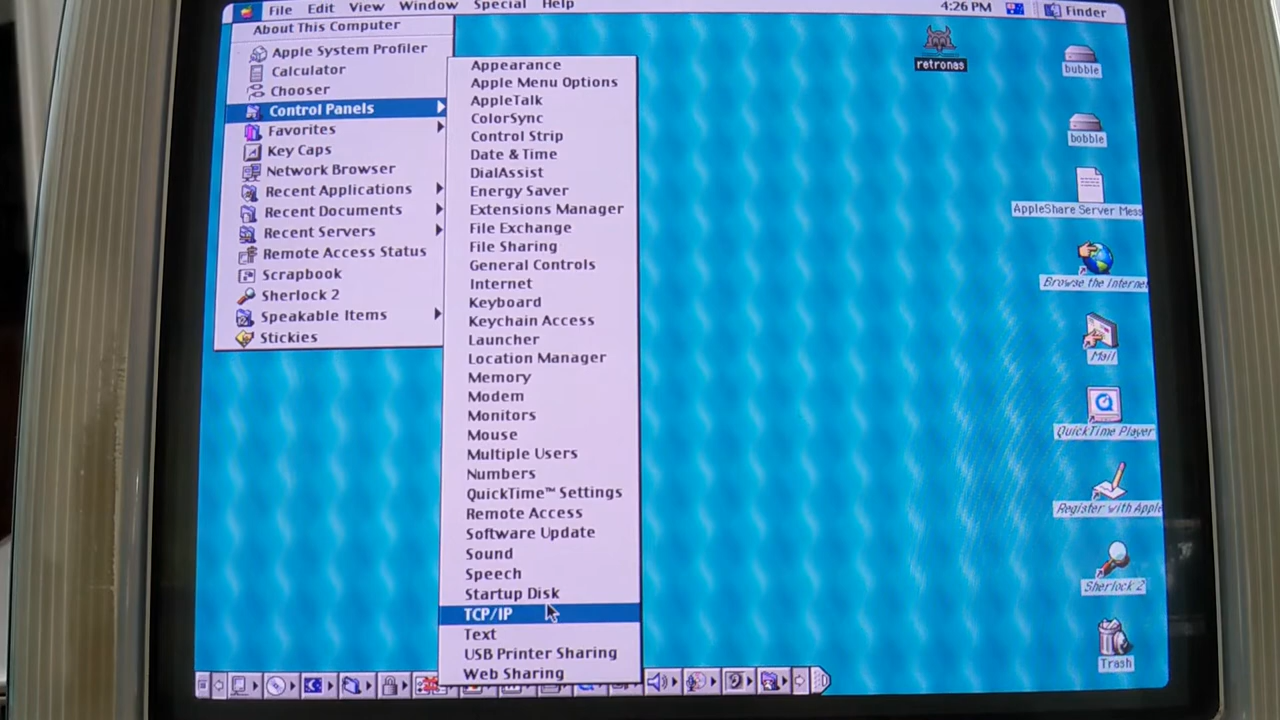 File Edit View Window Special Help
4:26 PM
Finder
About This Computer
Apple System Profiler
Calculator
Chooser
Control Panels
Favorites
Key Caps
Network Browser
Recent Applications
Recent Documents
Recent Servers
Remote Access Status
Scrapbook
Sherlock 2
Speakable Items
Stickies
Appearance
Apple Menu Options
AppleTalk
ColorSync
Control Strip
Date & Time
DialAssist
Energy Saver
Extensions Manager
File Exchange
File Sharing
General Controls
Internet
Keyboard
Keychain Access
Launcher
Location Manager
Memory
Modem
Monitors
Mouse
Multiple Users
Numbers
QuickTime™ Settings
Remote Access
Software Update
Sound
Speech
Startup Disk
TCP/IP
Text
USB Printer Sharing
Web Sharing
retronas
bubble
bobble
AppleShare Server Mess
Browse the Internet
Mail
QuickTime Player
Register with Apple
Sherlock 2
Trash